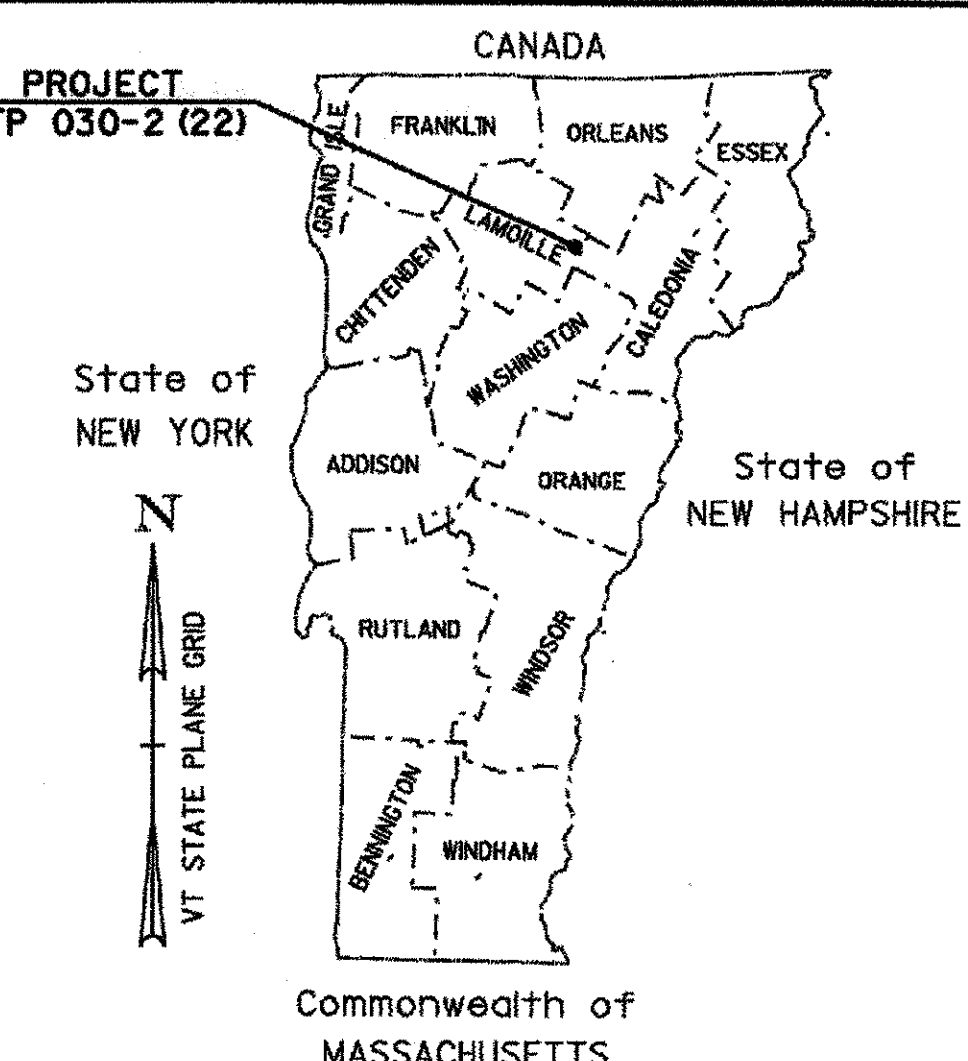 CANADA
PROJECT
TP 030-2 (22)
GRAND ISLE
FRANKLIN
ORLEANS
ESSEX
LAMOILLE
CHITTENDEN
CALEDONIA
WASHINGTON
State of
NEW YORK
ADDISON
ORANGE
State of
NEW HAMPSHIRE
N
VT STATE PLANE GRID
RUTLAND
WINDSOR
BENNINGTON
WINDHAM
Commonwealth of
MASSACHUSETTS